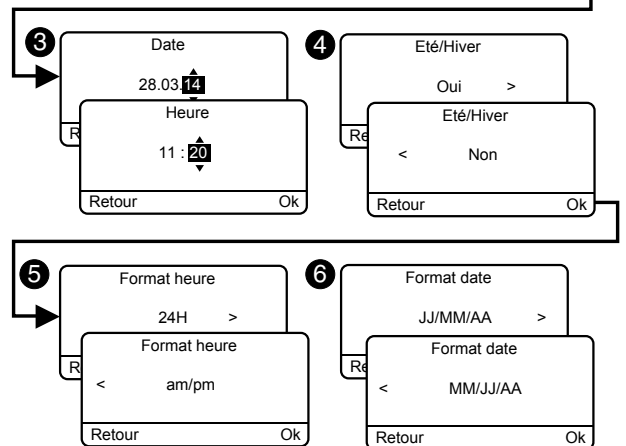 3
Date
28.03.14
R
Heure
11 : 20
Retour Ok
4
Eté/Hiver
Oui >
Re
Eté/Hiver
< Non
Retour Ok
5
Format heure
24H >
R
Format heure
< am/pm
Retour Ok
6
Format date
JJ/MM/AA >
Re
Format date
< MM/JJ/AA
Retour Ok